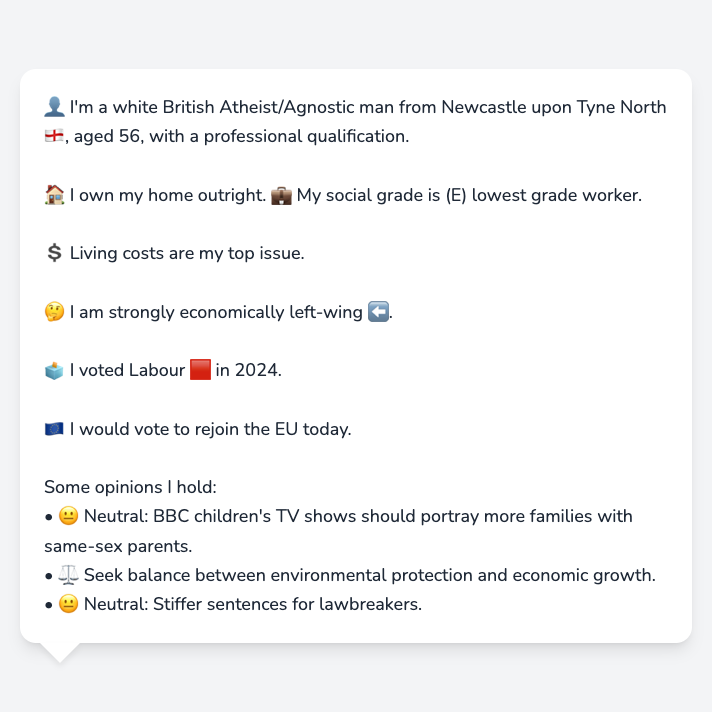 👤 I'm a white British Atheist/Agnostic man from Newcastle upon Tyne North
🏴󠁧󠁢󠁥󠁮󠁧󠁿, aged 56, with a professional qualification.
🏠 I own my home outright. 💼 My social grade is (E) lowest grade worker.
💲 Living costs are my top issue.
🤔 I am strongly economically left-wing ⬅️.
🗳️ I voted Labour 🟥 in 2024.
🇪🇺 I would vote to rejoin the EU today.
Some opinions I hold:
• 😐 Neutral: BBC children's TV shows should portray more families with
same-sex parents.
• ⚖️ Seek balance between environmental protection and economic growth.
• 😐 Neutral: Stiffer sentences for lawbreakers.